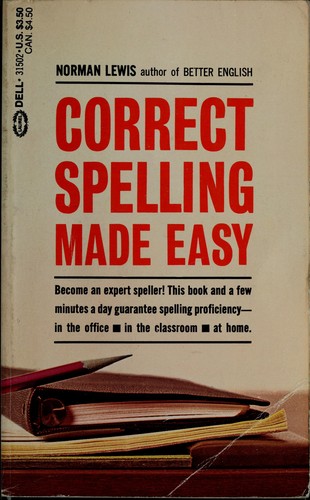 DELL • 31502 • U.S. $3.50
CAN. $4.50
NORMAN LEWIS author of BETTER ENGLISH
CORRECT
SPELLING
MADE EASY
Become an expert speller! This book and a few
minutes a day guarantee spelling proficiency—
in the office ■ in the classroom ■ at home.